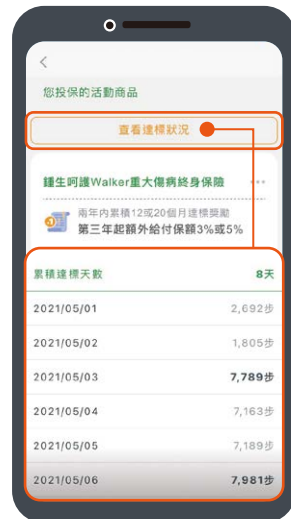 您投保的活動商品
查看達標狀況
鍾生呵護Walker重大傷病終身保險
兩年內累積12或20個月達標獎勵
第三年起額外給付保額3%或5%
累積達標天數 8天
2021/05/01 2,692步
2021/05/02 1,805步
2021/05/03 7,789步
2021/05/04 7,163步
2021/05/05 7,189步
2021/05/06 7,981步